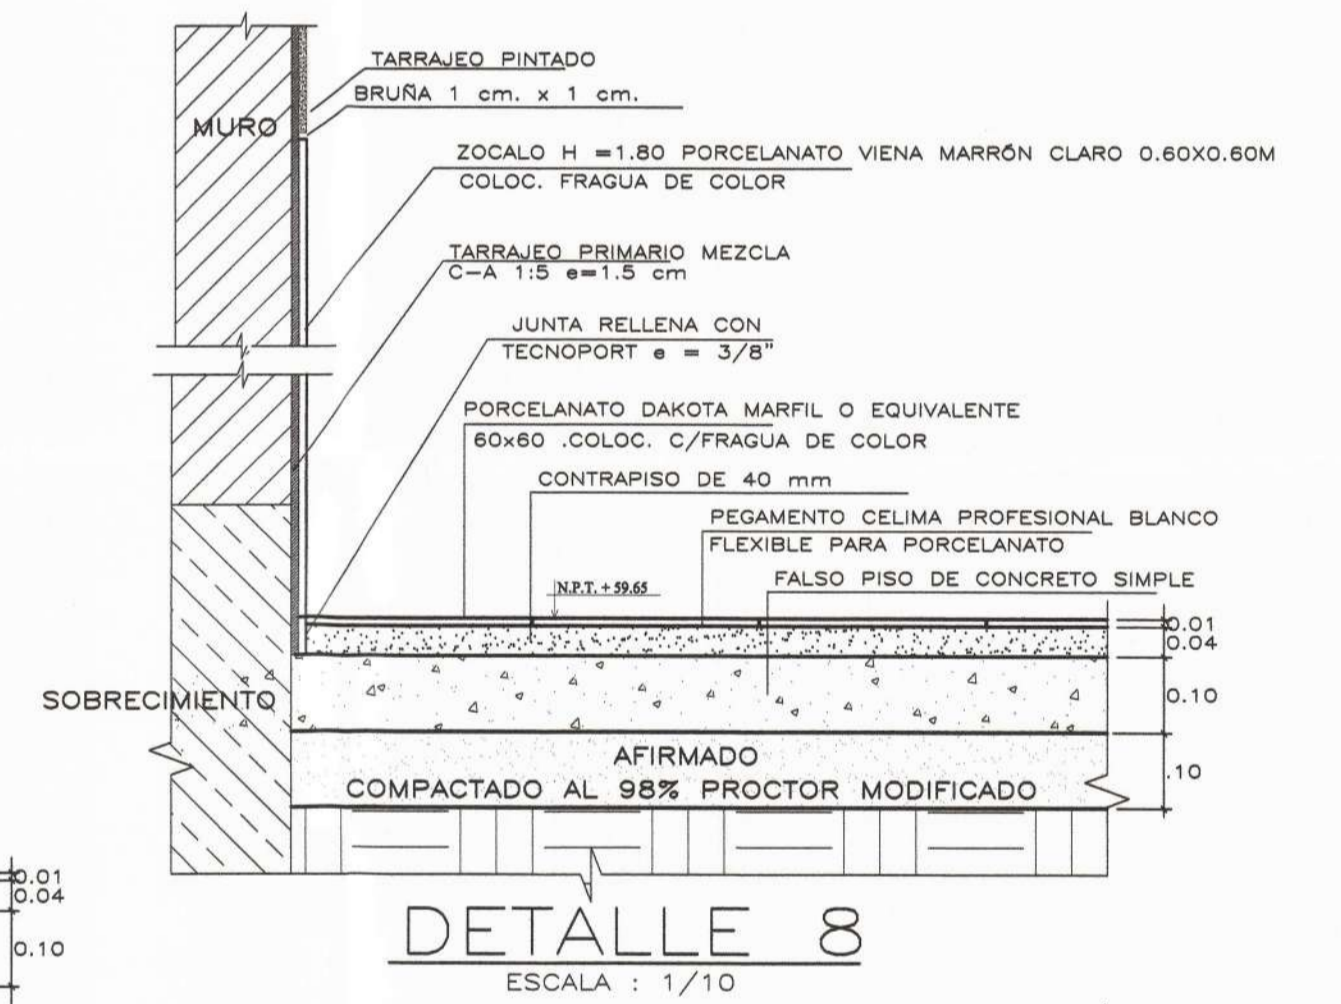 TARRAJEO PINTADO
BRUÑA 1 cm. x 1 cm.
MURO
ZOCALO H =1.80 PORCELANATO VIENA MARRÓN CLARO 0.60X0.60M
COLOC. FRAGUA DE COLOR
TARRAJEO PRIMARIO MEZCLA
C-A 1:5 e=1.5 cm
JUNTA RELLENA CON
TECNOPORT e = 3/8"
PORCELANATO DAKOTA MARFIL O EQUIVALENTE
60x60 .COLOC. C/FRAGUA DE COLOR
CONTRAPISO DE 40 mm
PEGAMENTO CELIMA PROFESIONAL BLANCO
FLEXIBLE PARA PORCELANATO
FALSO PISO DE CONCRETO SIMPLE
N.P.T. + 59.65
0.01
0.04
SOBRECIMIENTO
0.10
AFIRMADO
COMPACTADO AL 98% PROCTOR MODIFICADO
.10
0.01
0.04
0.10
DETALLE 8
ESCALA : 1/10